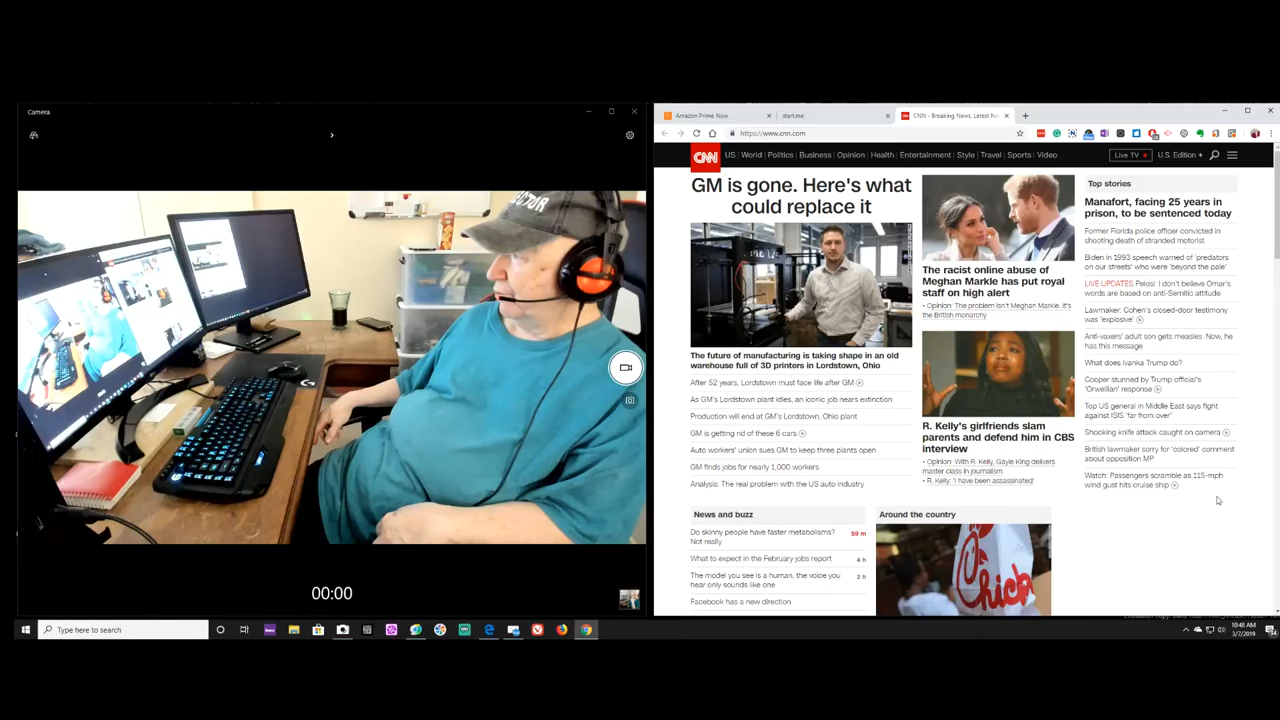 Camera
CTOR
00:00
Amazon Prime Now
start.me
CNN - Breaking News, Latest Ne
https://www.cnn.com
CNN
US World Politics Business Opinion Health Entertainment Style Travel Sports Video
Live TV
U.S. Edition +
GM is gone. Here's what
could replace it
The future of manufacturing is taking shape in an old
warehouse full of 3D printers in Lordstown, Ohio
After 52 years, Lordstown must face life after GM
As GM's Lordstown plant idles, an iconic job nears extinction
Production will end at GM's Lordstown, Ohio plant
GM is getting rid of these 6 cars
Auto workers' union sues GM to keep three plants open
GM finds jobs for nearly 1,000 workers
Analysis: The real problem with the US auto industry
The racist online abuse of
Meghan Markle has put royal
staff on high alert
• Opinion: The problem isn't Meghan Markle. It's
the British monarchy
R. Kelly's girlfriends slam
parents and defend him in CBS
interview
• Opinion: With R. Kelly, Gayle King delivers
master class in journalism
• R. Kelly: 'I have been assassinated'
Top stories
Manafort, facing 25 years in
prison, to be sentenced today
Former Florida police officer convicted in
shooting death of stranded motorist
Biden in 1993 speech warned of 'predators
on our streets' who were 'beyond the pale'
LIVE UPDATES Pelosi: I don't believe Omar's
words are based on anti-Semitic attitude
Lawmaker: Cohen's closed-door testimony
was 'explosive'
Anti-vaxers' adult son gets measles. Now, he
has this message
What does Ivanka Trump do?
Cooper stunned by Trump official's
'Orwellian' response
Top US general in Middle East says fight
against ISIS 'far from over'
Shocking knife attack caught on camera
British lawmaker sorry for 'colored' comment
about opposition MP
Watch: Passengers scramble as 115-mph
wind gust hits cruise ship
News and buzz
Do skinny people have faster metabolisms?
Not really
59 m
What to expect in the February jobs report
4 h
The model you see is a human, the voice you
hear only sounds like one
2 h
Facebook has a new direction
Around the country
Chick
Type here to search
10:48 AM
3/7/2019